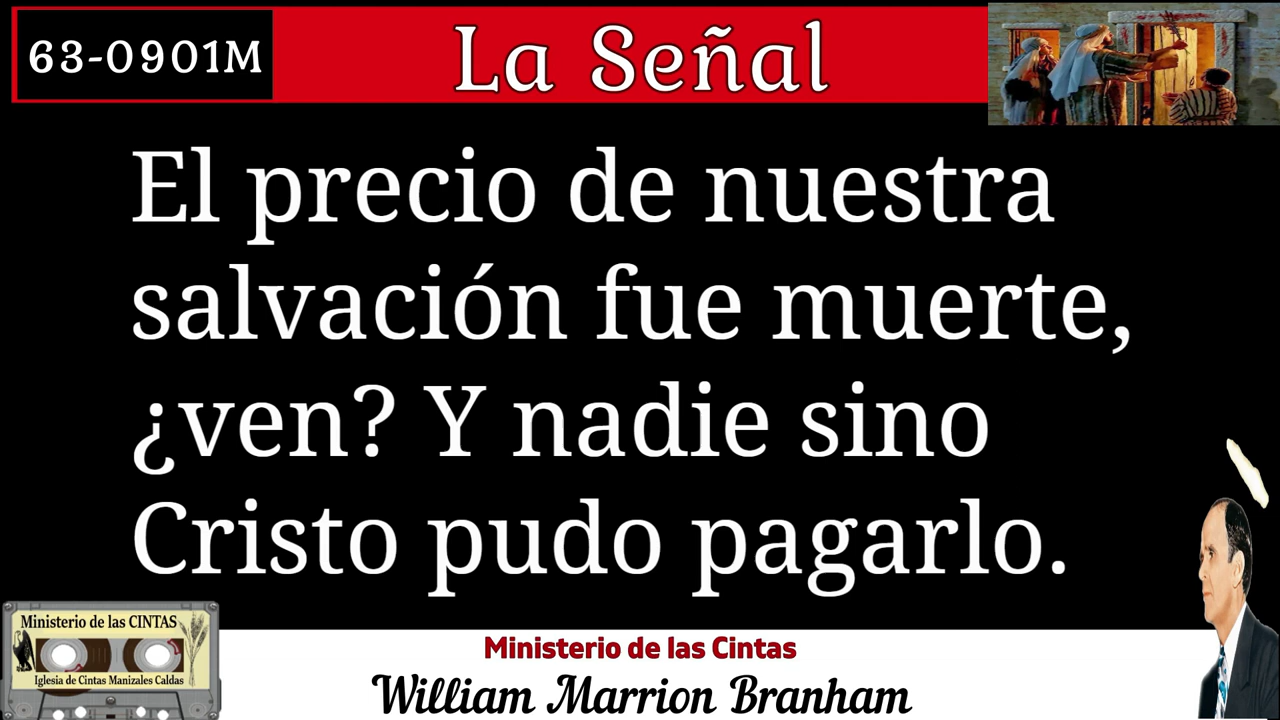 63-0901M
La Señal
El precio de nuestra
salvación fue muerte,
¿ven? Y nadie sino
Cristo pudo pagarlo.
Ministerio de las CINTAS
Iglesia de Cintas Manizales Caldas
Ministerio de las Cintas
William Marrion Branham